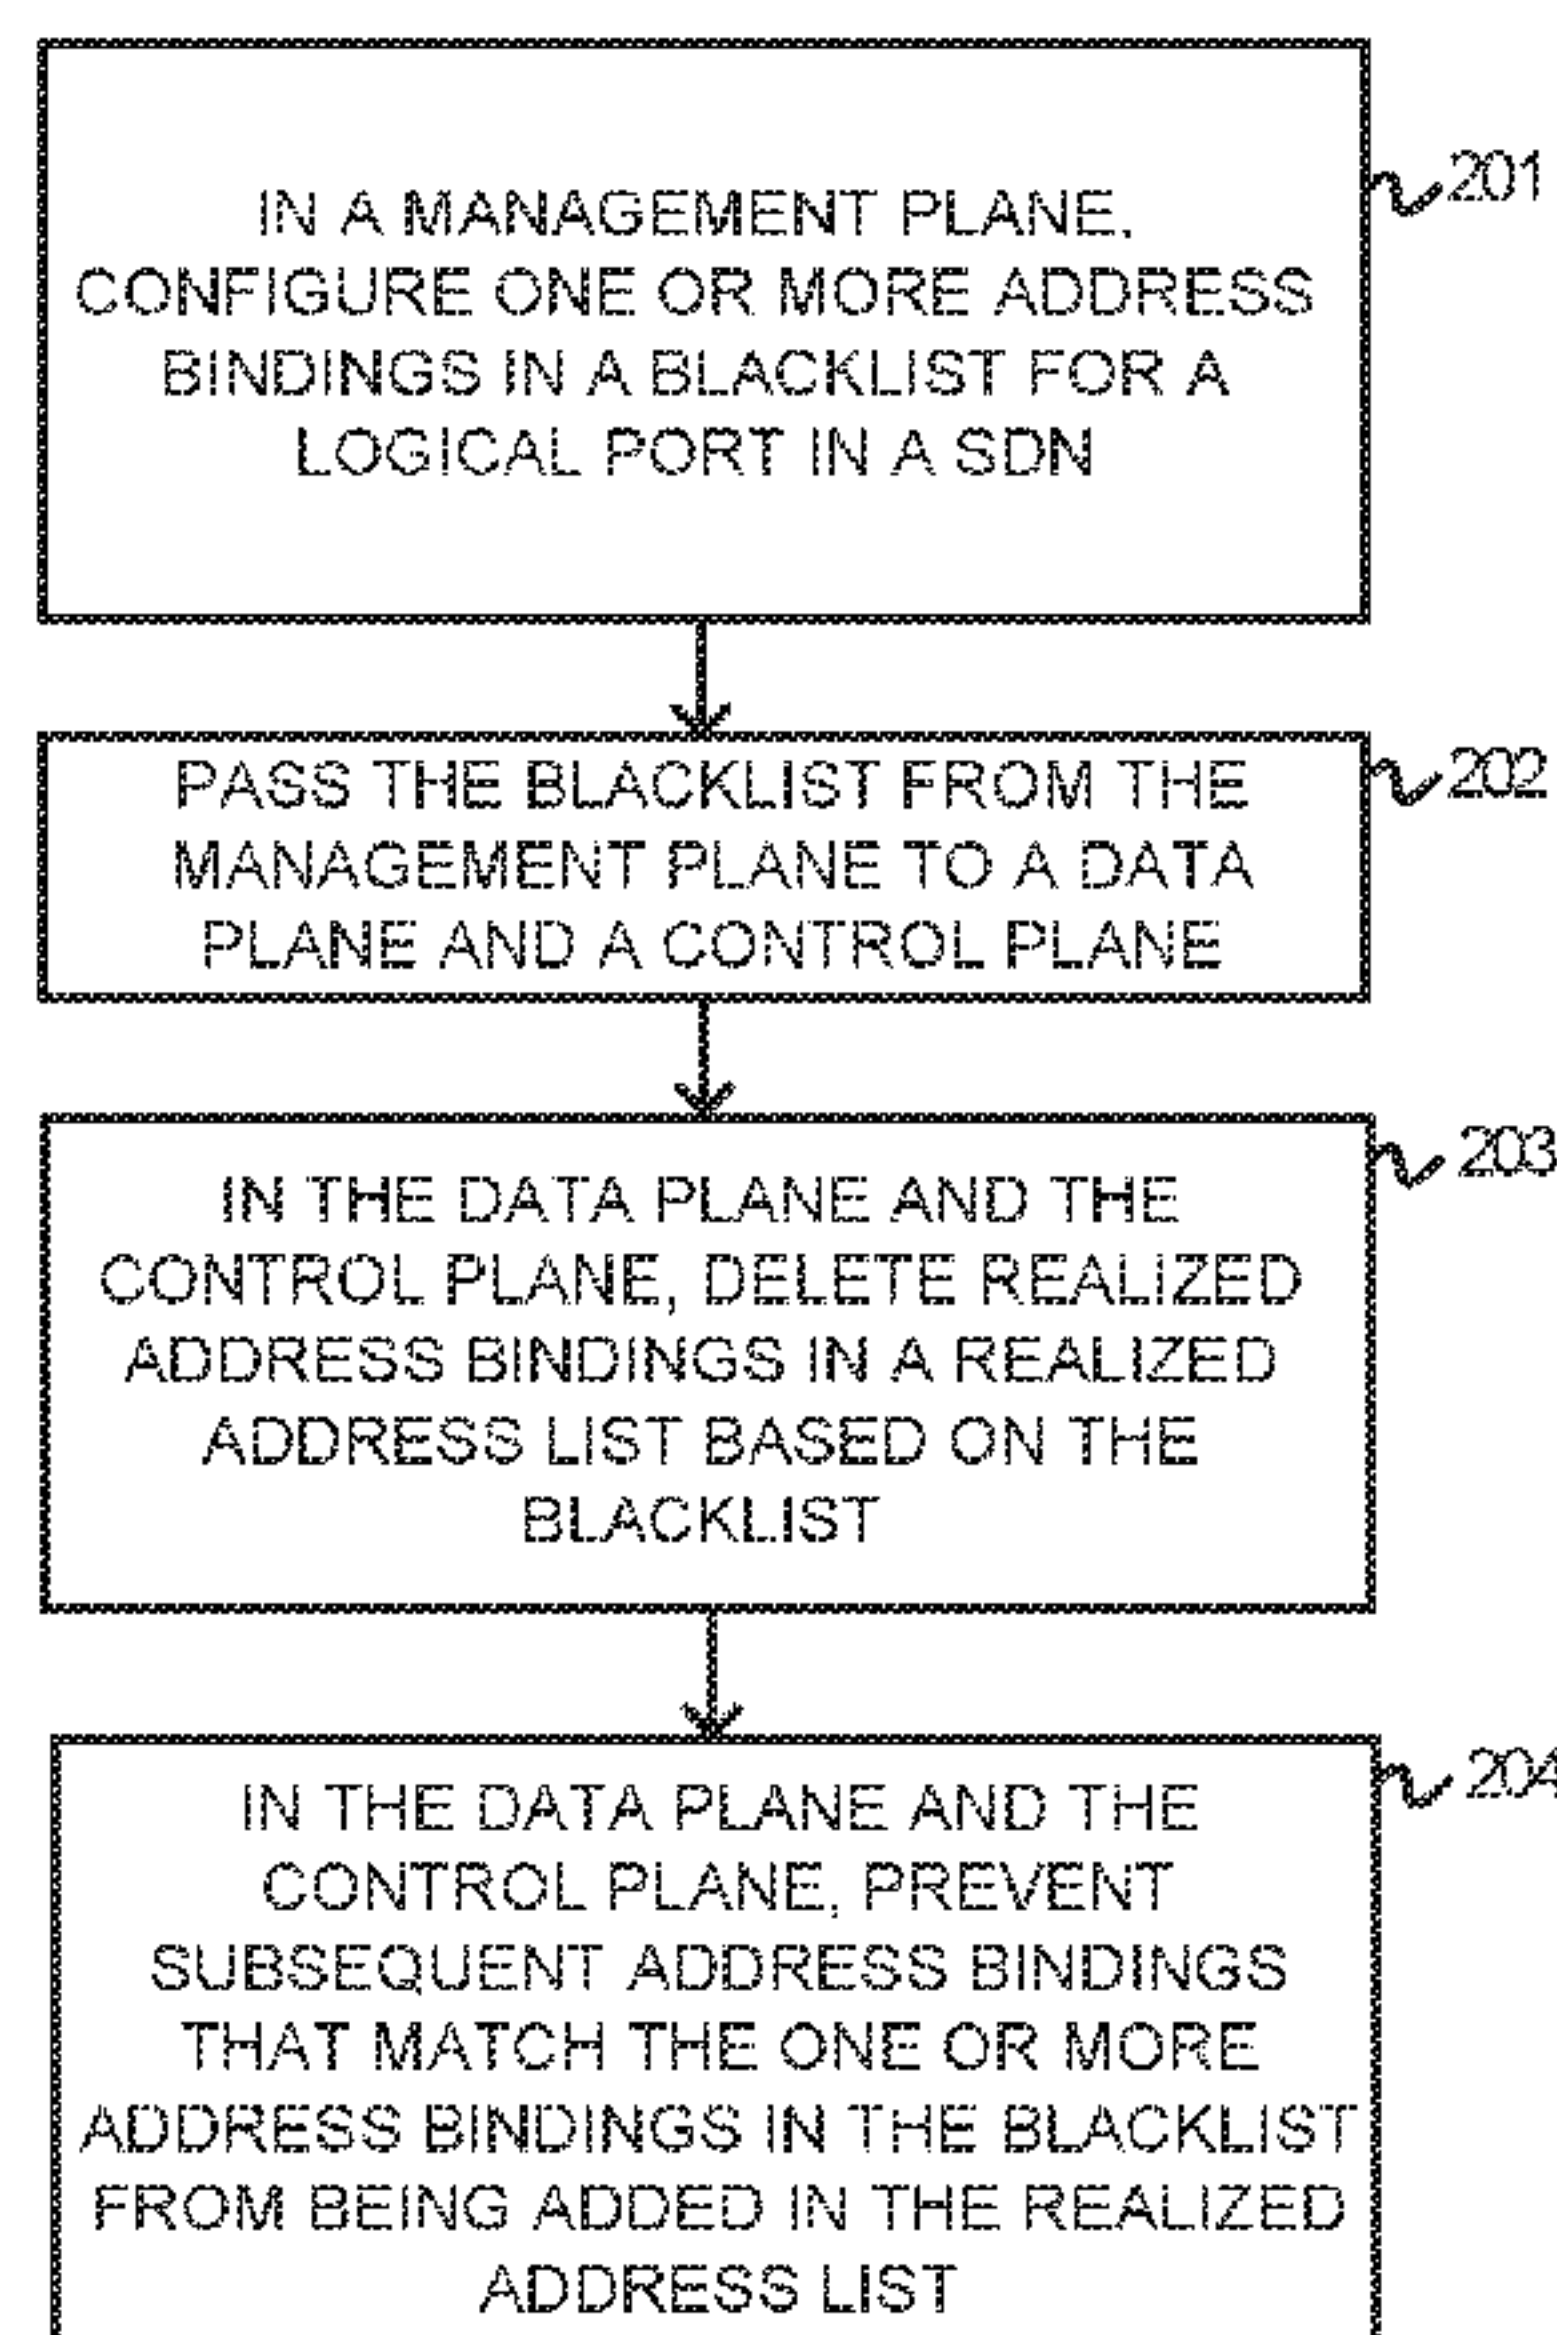 IN A MANAGEMENT PLANE,
CONFIGURE ONE OR MORE ADDRESS
BINDINGS IN A BLACKLIST FOR A
LOGICAL PORT IN A SDN
201
PASS THE BLACKLIST FROM THE
MANAGEMENT PLANE TO A DATA
PLANE AND A CONTROL PLANE
202
IN THE DATA PLANE AND THE
CONTROL PLANE, DELETE REALIZED
ADDRESS BINDINGS IN A REALIZED
ADDRESS LIST BASED ON THE
BLACKLIST
203
IN THE DATA PLANE AND THE
CONTROL PLANE, PREVENT
SUBSEQUENT ADDRESS BINDINGS
THAT MATCH THE ONE OR MORE
ADDRESS BINDINGS IN THE BLACKLIST
FROM BEING ADDED IN THE REALIZED
ADDRESS LIST
204